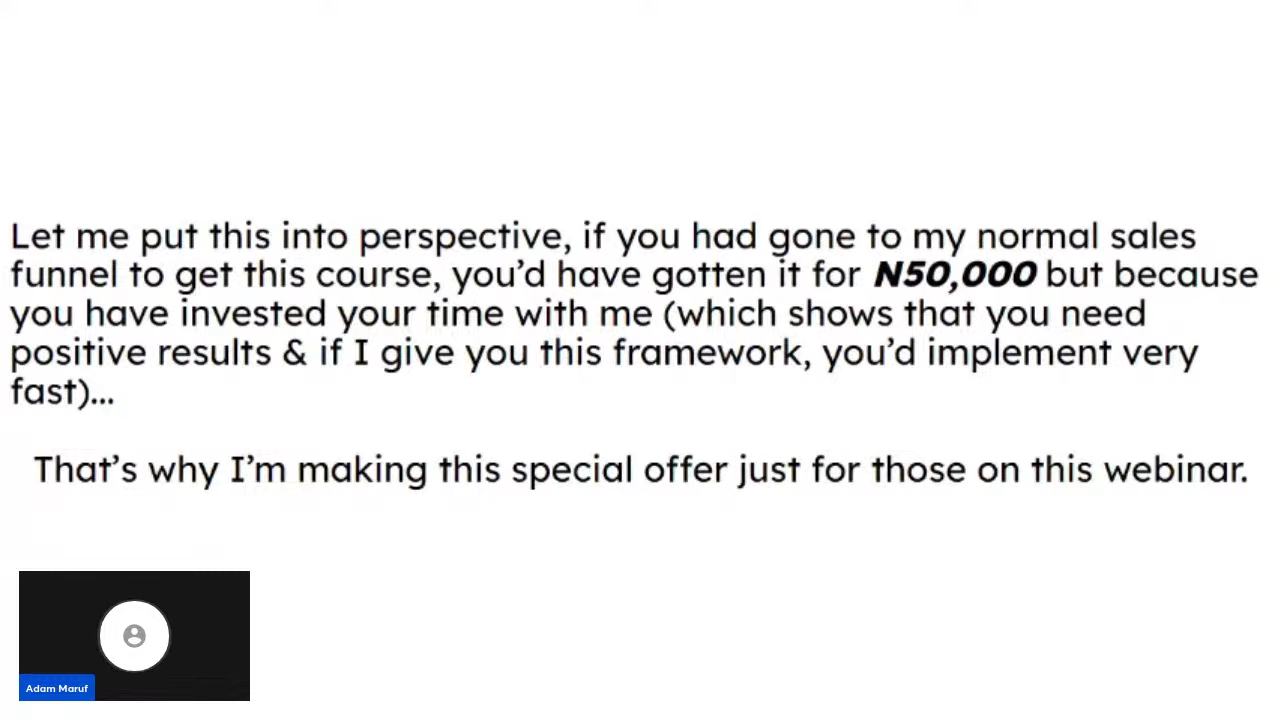 Let me put this into perspective, if you had gone to my normal sales
funnel to get this course, you’d have gotten it for N50,000 but because
you have invested your time with me (which shows that you need
positive results & if I give you this framework, you’d implement very
fast)...
That’s why I’m making this special offer just for those on this webinar.
Adam Maruf